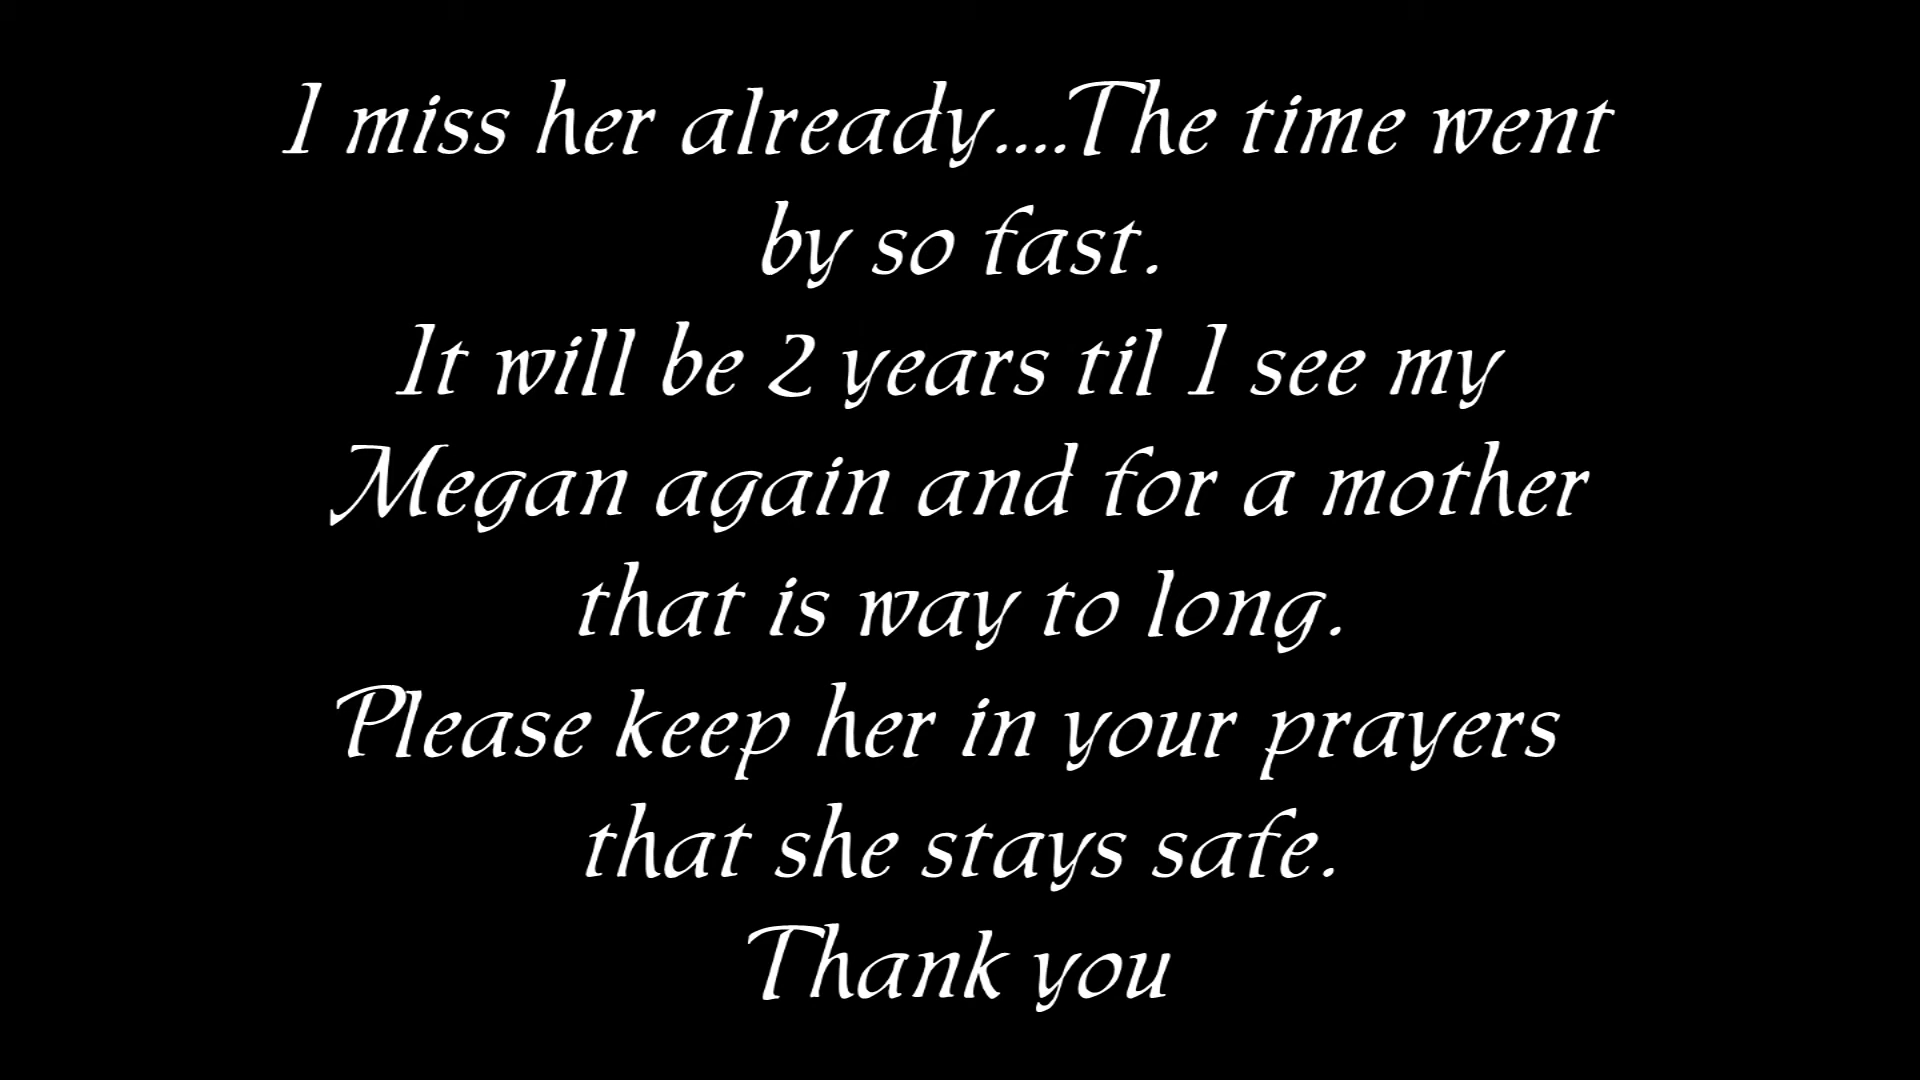 I miss her already....The time went
by so fast.
It will be 2 years til I see my
Megan again and for a mother
that is way to long.
Please keep her in your prayers
that she stays safe.
Thank you